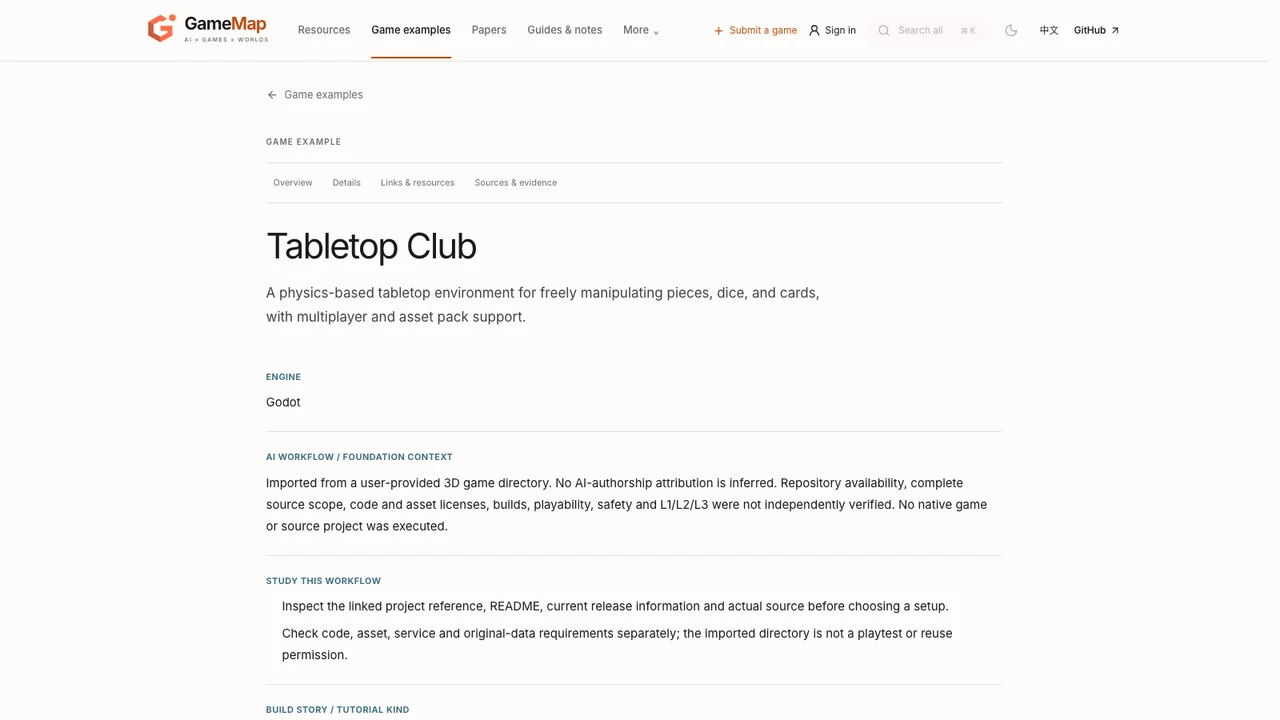 GameMap
AI × GAMES × WORLDS
Resources
Game examples
Papers
Guides & notes
More
Submit a game
Sign in
Search all
⌘ K
中文
GitHub
Game examples
GAME EXAMPLE
Overview
Details
Links & resources
Sources & evidence
Tabletop Club
A physics-based tabletop environment for freely manipulating pieces, dice, and cards,
with multiplayer and asset pack support.
ENGINE
Godot
AI WORKFLOW / FOUNDATION CONTEXT
Imported from a user-provided 3D game directory. No AI-authorship attribution is inferred. Repository availability, complete
source scope, code and asset licenses, builds, playability, safety and L1/L2/L3 were not independently verified. No native game
or source project was executed.
STUDY THIS WORKFLOW
Inspect the linked project reference, README, current release information and actual source before choosing a setup.
Check code, asset, service and original-data requirements separately; the imported directory is not a playtest or reuse
permission.
BUILD STORY / TUTORIAL KIND